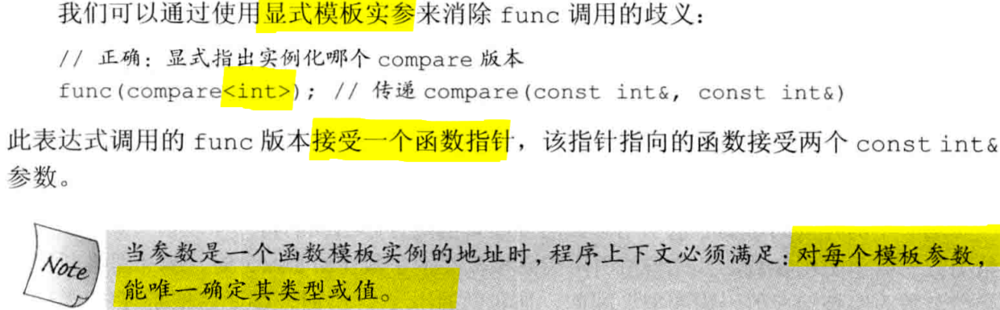 我们可以通过使用显式模板实参来消除 func 调用的歧义：
// 正确：显式指出实例化哪个 compare 版本
func(compare<int>); // 传递 compare(const int&, const int&)
此表达式调用的 func 版本接受一个函数指针，该指针指向的函数接受两个 const int&
参数。
Note
当参数是一个函数模板实例的地址时，程序上下文必须满足：对每个模板参数，
能唯一确定其类型或值。